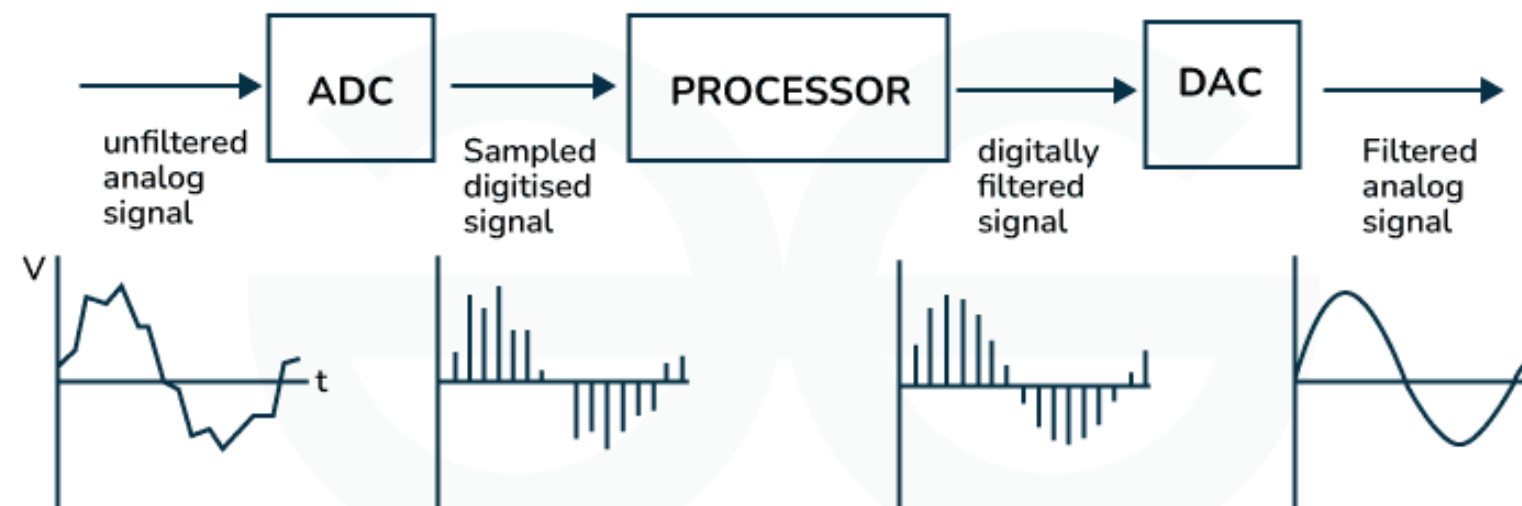 ADC
PROCESSOR
DAC
unfiltered
analog
signal
Sampled
digitised
signal
digitally
filtered
signal
Filtered
analog
signal
V
t